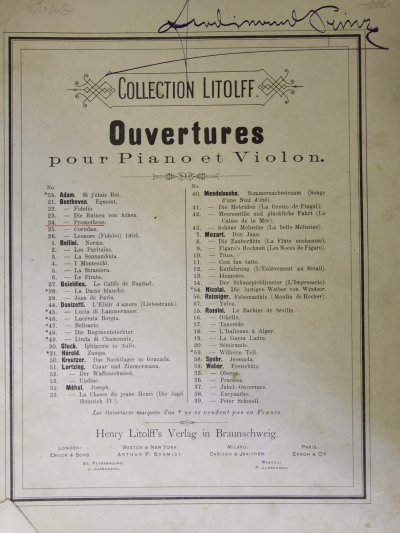 Ferdinand Prinz
COLLECTION LITOLFF.
Ouvertures
pour Piano et Violon.
No.
*55. Adam. Si j'étais Roi.
21. Beethoven. Egmont.
22. — Fidelio.
23. — Die Ruinen von Athen.
24. — Prometheus.
25. — Coriolan.
26. — Leonore (Fidelio) 1805.
1. Bellini. Norma.
2. — Les Puritains.
3. — La Sonnambula.
4. — I Montecchi.
5. — La Straniera.
6. — Le Pirate.
27. Boieldieu. Le Calife de Bagdad.
*28. — La Dame blanche.
29. — Jean de Paris.
44. Donizetti. L'Elisir d'amore (Liebestrank).
*45. — Lucia di Lammermoor.
*46. — Lucrezia Borgia.
*47. — Belisario.
*48. — Die Regimentstochter.
*49. — Linda di Chamounix.
30. Gluck. Iphigenie in Aulis.
*31. Hérold. Zampa.
50. Kreutzer. Das Nachtlager in Granada.
51. Lortzing. Czaar und Zimmermann.
52. — Der Waffenschmied.
53. — Undine.
32. Méhul. Joseph.
33. — La Chasse du jeune Henri (Die Jagd
Heinrich IV.).
No.
40. Mendelssohn. Sommernachtstraum (Songe
d'une Nuit d'été).
41. — Die Hebriden (La Grotte de Fingal).
42. — Meeresstille und glückliche Fahrt (Le
Calme de la Mer).
43. — Schöne Melusine (La belle Melusine).
7. Mozart. Don Juan.
8. — Die Zauberflöte (La Flûte enchantée).
9. — Figaro's Hochzeit (Les Noces de Figaro).
10. — Titus.
11. — Così fan tutte.
12. — Entführung (L'Enlèvement au Sérail).
13. — Idomeneo.
14. — Der Schauspieldirector (L'Impresario).
*54. Nicolai. Die lustigen Weiber von Windsor.
56. Reissiger. Felsenmühle (Moulin du Rocher).
57. — Yelva.
15. Rossini. Le Barbier de Séville.
16. — Othello.
17. — Tancrède.
18. — L'Italienne à Alger.
19. — La Gazza Ladra.
20. — Sémiramis.
*59. — Wilhelm Tell.
58. Spohr. Jessonda.
34. Weber. Freischütz.
35. — Oberon.
36. — Preciosa.
37. — Jubel-Ouverture.
38. — Euryanthe.
39. — Peter Schmoll.
Les Ouvertures marquées d'un * ne se vendent pas en France
Henry Litolff's Verlag in Braunschweig.
LONDON:
ENOCH & SONS.
BOSTON & NEW YORK:
ARTHUR P. SCHMIDT.
MILANO:
CARISCH & JÄNICHEN.
PARIS:
ENOCH & Cie
ST. PETERSBOURG:
J. JURGENSON.
MOSCOU:
P. JURGENSON.